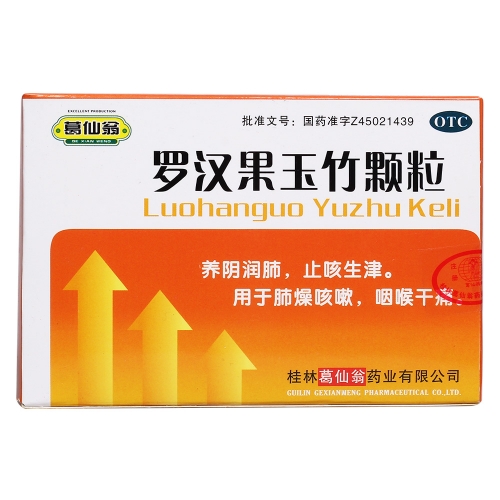 EXCELLENT PRODUCTION
葛仙翁
GE XIAN WENG
批准文号：国药准字Z45021439
OTC
罗汉果玉竹颗粒
Luohanguo Yuzhu Keli
养阴润肺，止咳生津。
用于肺燥咳嗽，咽喉干痛。
桂林葛仙翁药业有限公司
GUILIN GEXIANWENG PHARMACEUTICAL CO.,LTD.